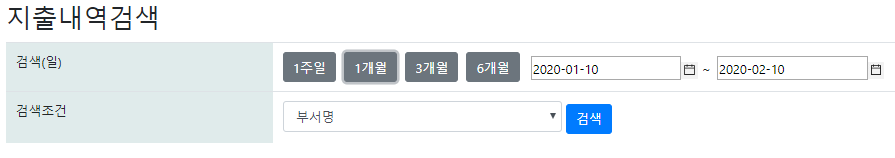 지출내역검색
검색(일) 1주일 1개월 3개월 6개월 2020-01-10 ~ 2020-02-10
검색조건 부서명 검색